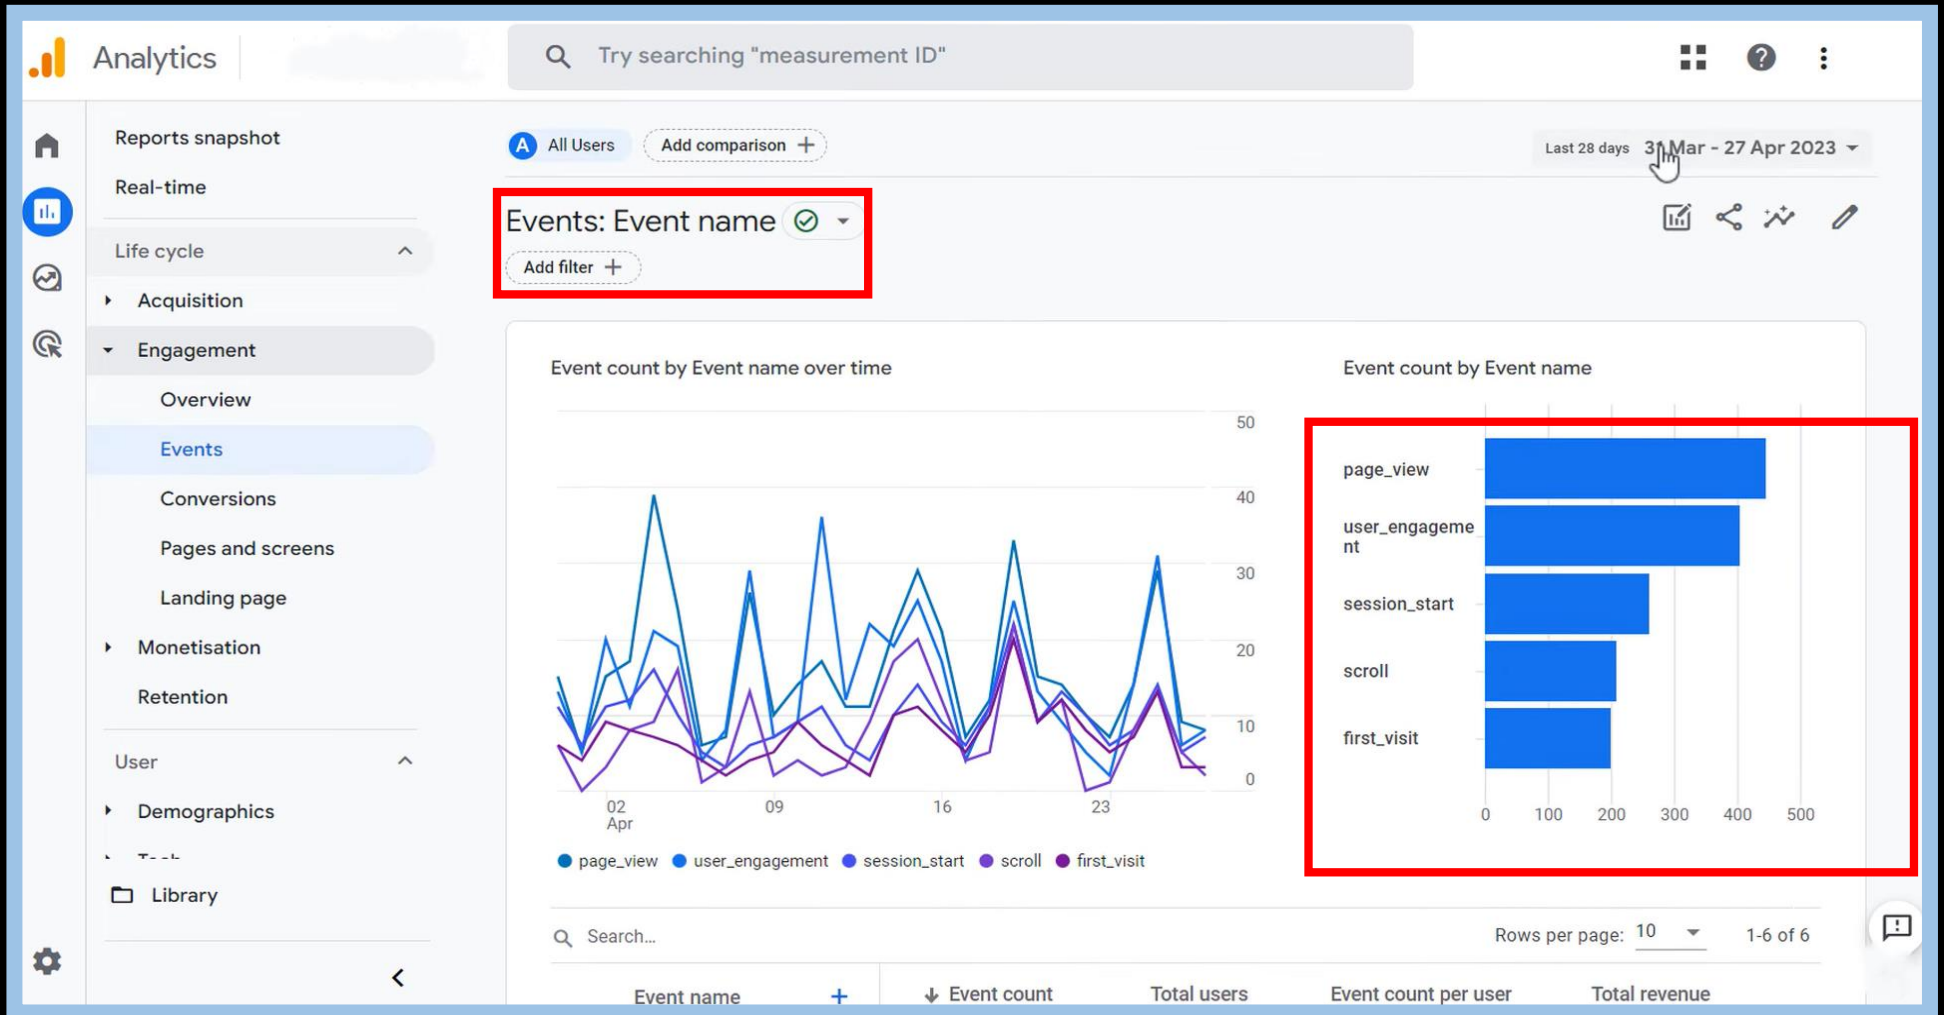 Analytics
Try searching "measurement ID"
Reports snapshot
Real-time
Life cycle
Acquisition
Engagement
Overview
Events
Conversions
Pages and screens
Landing page
Monetisation
Retention
User
Demographics
Library
A All Users
Add comparison +
Last 28 days 31 Mar - 27 Apr 2023
Events: Event name
Add filter +
Event count by Event name over time
50
40
30
20
10
0
02 09 16 23
Apr
page_view user_engagement session_start scroll first_visit
Event count by Event name
page_view
user_engageme
nt
session_start
scroll
first_visit
0 100 200 300 400 500
Search...
Rows per page: 10 1-6 of 6
Event name + Event count Total users Event count per user Total revenue